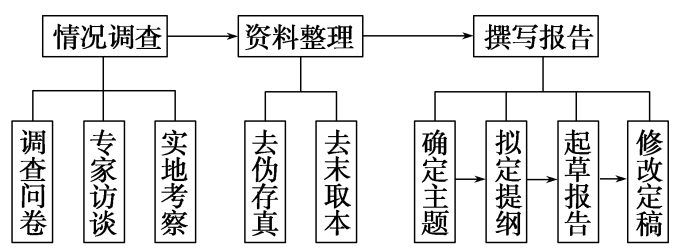 情况调查
资料整理
撰写报告
调查问卷
专家访谈
实地考察
去伪存真
去末取本
确定主题
拟定提纲
起草报告
修改定稿